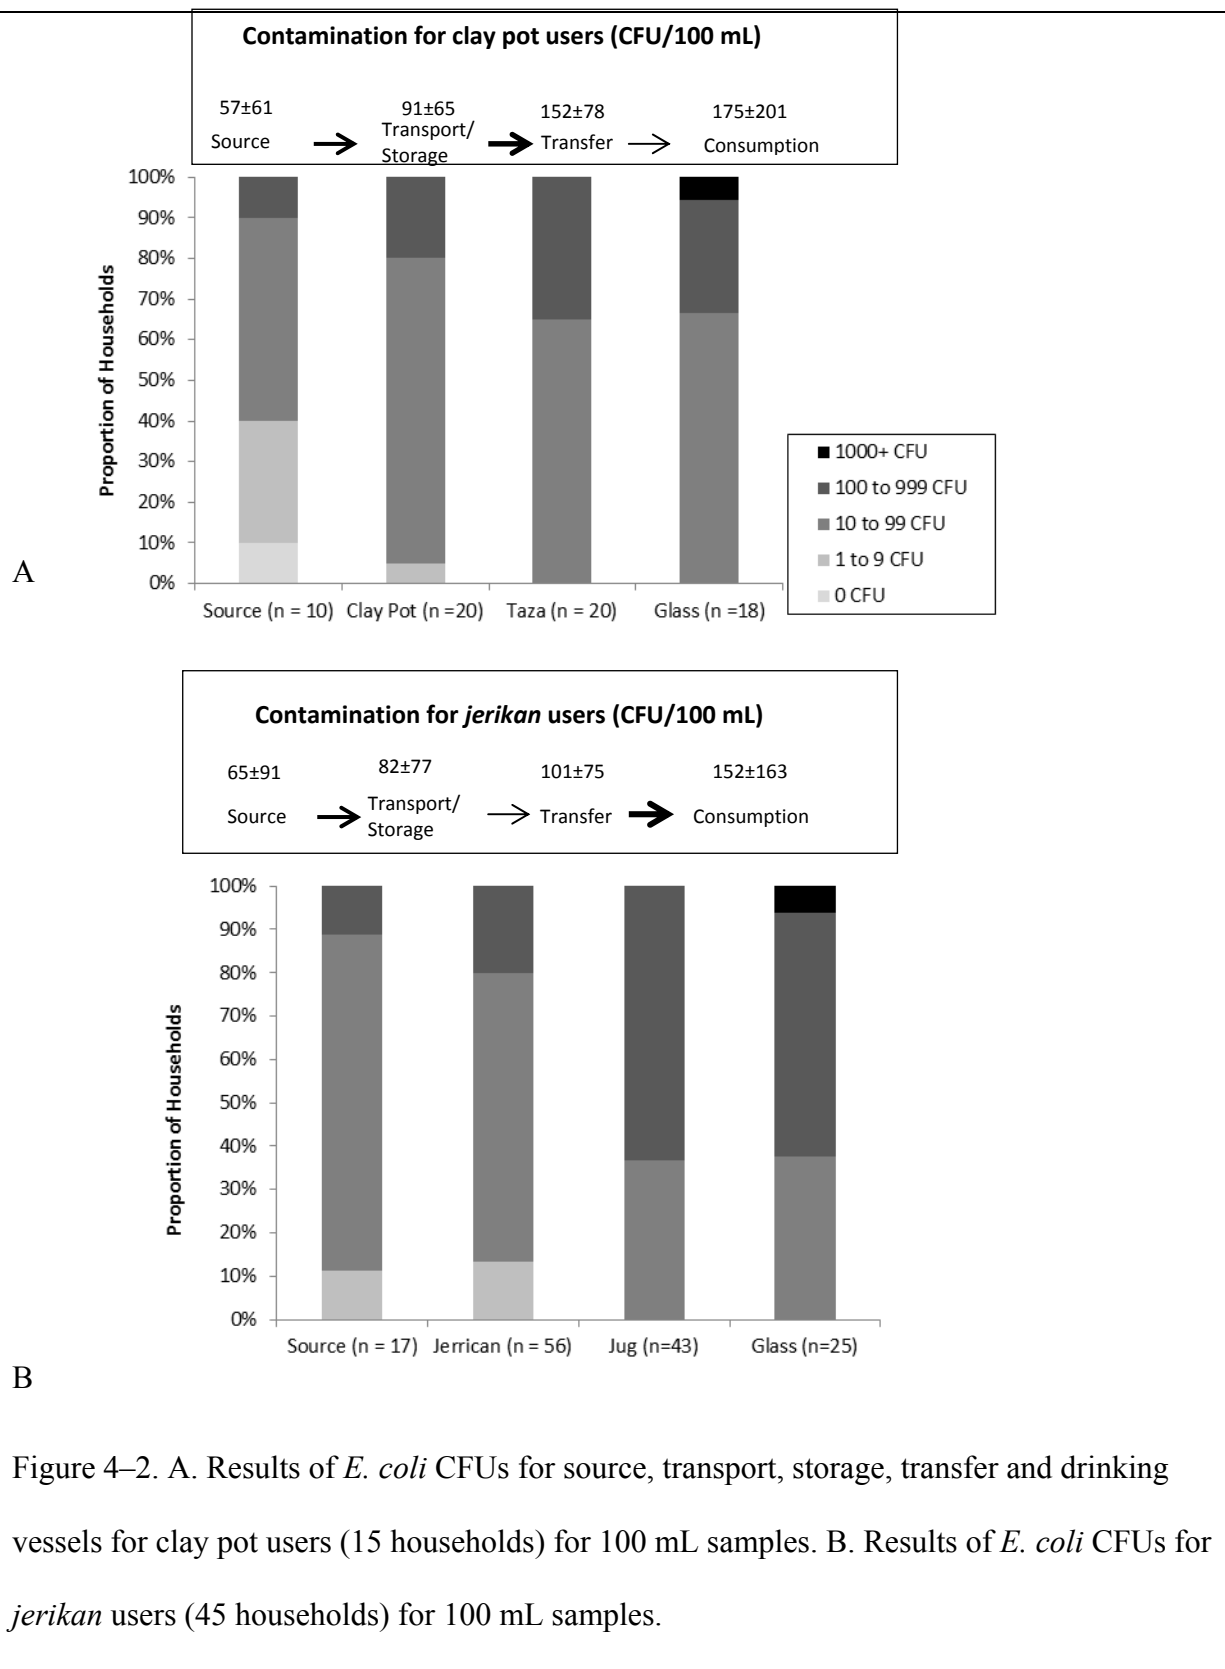 Contamination for clay pot users (CFU/100 mL)
57±61 91±65 152±78 175±201
Source Transport/ Storage Transfer Consumption
100%
90%
80%
70%
60%
50%
40%
30%
20%
10%
0%
Proportion of Households
Source (n = 10) Clay Pot (n =20) Taza (n = 20) Glass (n =18)
1000+ CFU
100 to 999 CFU
10 to 99 CFU
1 to 9 CFU
0 CFU
A
Contamination for jerikan users (CFU/100 mL)
65±91 82±77 101±75 152±163
Source Transport/ Storage Transfer Consumption
100%
90%
80%
70%
60%
50%
40%
30%
20%
10%
0%
Proportion of Households
Source (n = 17) Jerrican (n = 56) Jug (n=43) Glass (n=25)
B
Figure 4–2. A. Results of E. coli CFUs for source, transport, storage, transfer and drinking
vessels for clay pot users (15 households) for 100 mL samples. B. Results of E. coli CFUs for
jerikan users (45 households) for 100 mL samples.